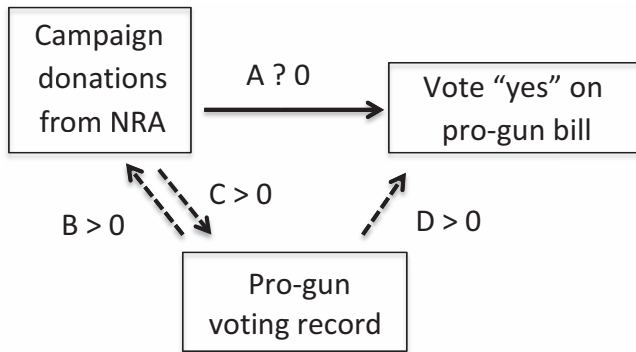 Campaign
donations
from NRA
A ? 0
Vote “yes” on
pro-gun bill
C > 0
B > 0
D > 0
Pro-gun
voting record